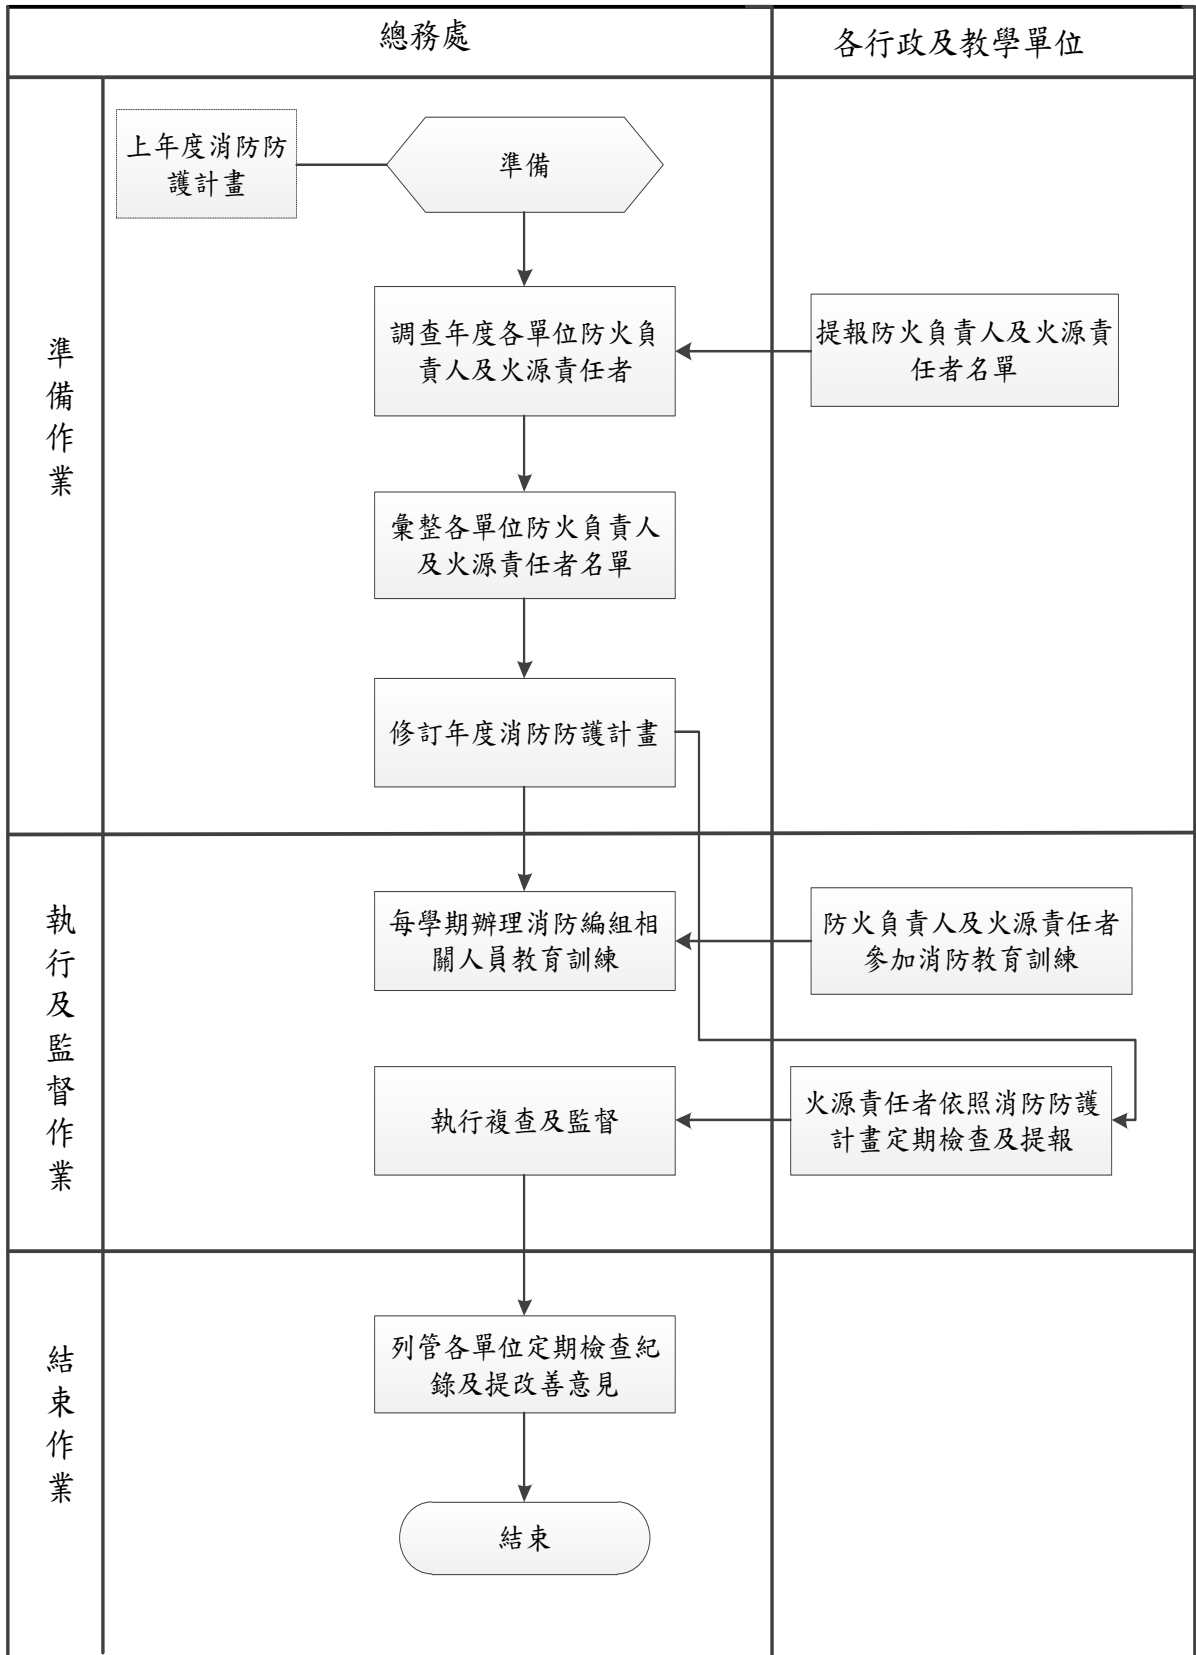 總務處
各行政及教學單位
準備作業
上年度消防防
護計畫
準備
調查年度各單位防火負
責人及火源責任者
提報防火負責人及火源責
任者名單
彙整各單位防火負責人
及火源責任者名單
修訂年度消防防護計畫
執行及監督作業
每學期辦理消防編組相
關人員教育訓練
防火負責人及火源責任者
參加消防教育訓練
執行複查及監督
火源責任者依照消防防護
計畫定期檢查及提報
結束作業
列管各單位定期檢查紀
錄及提改善意見
結束